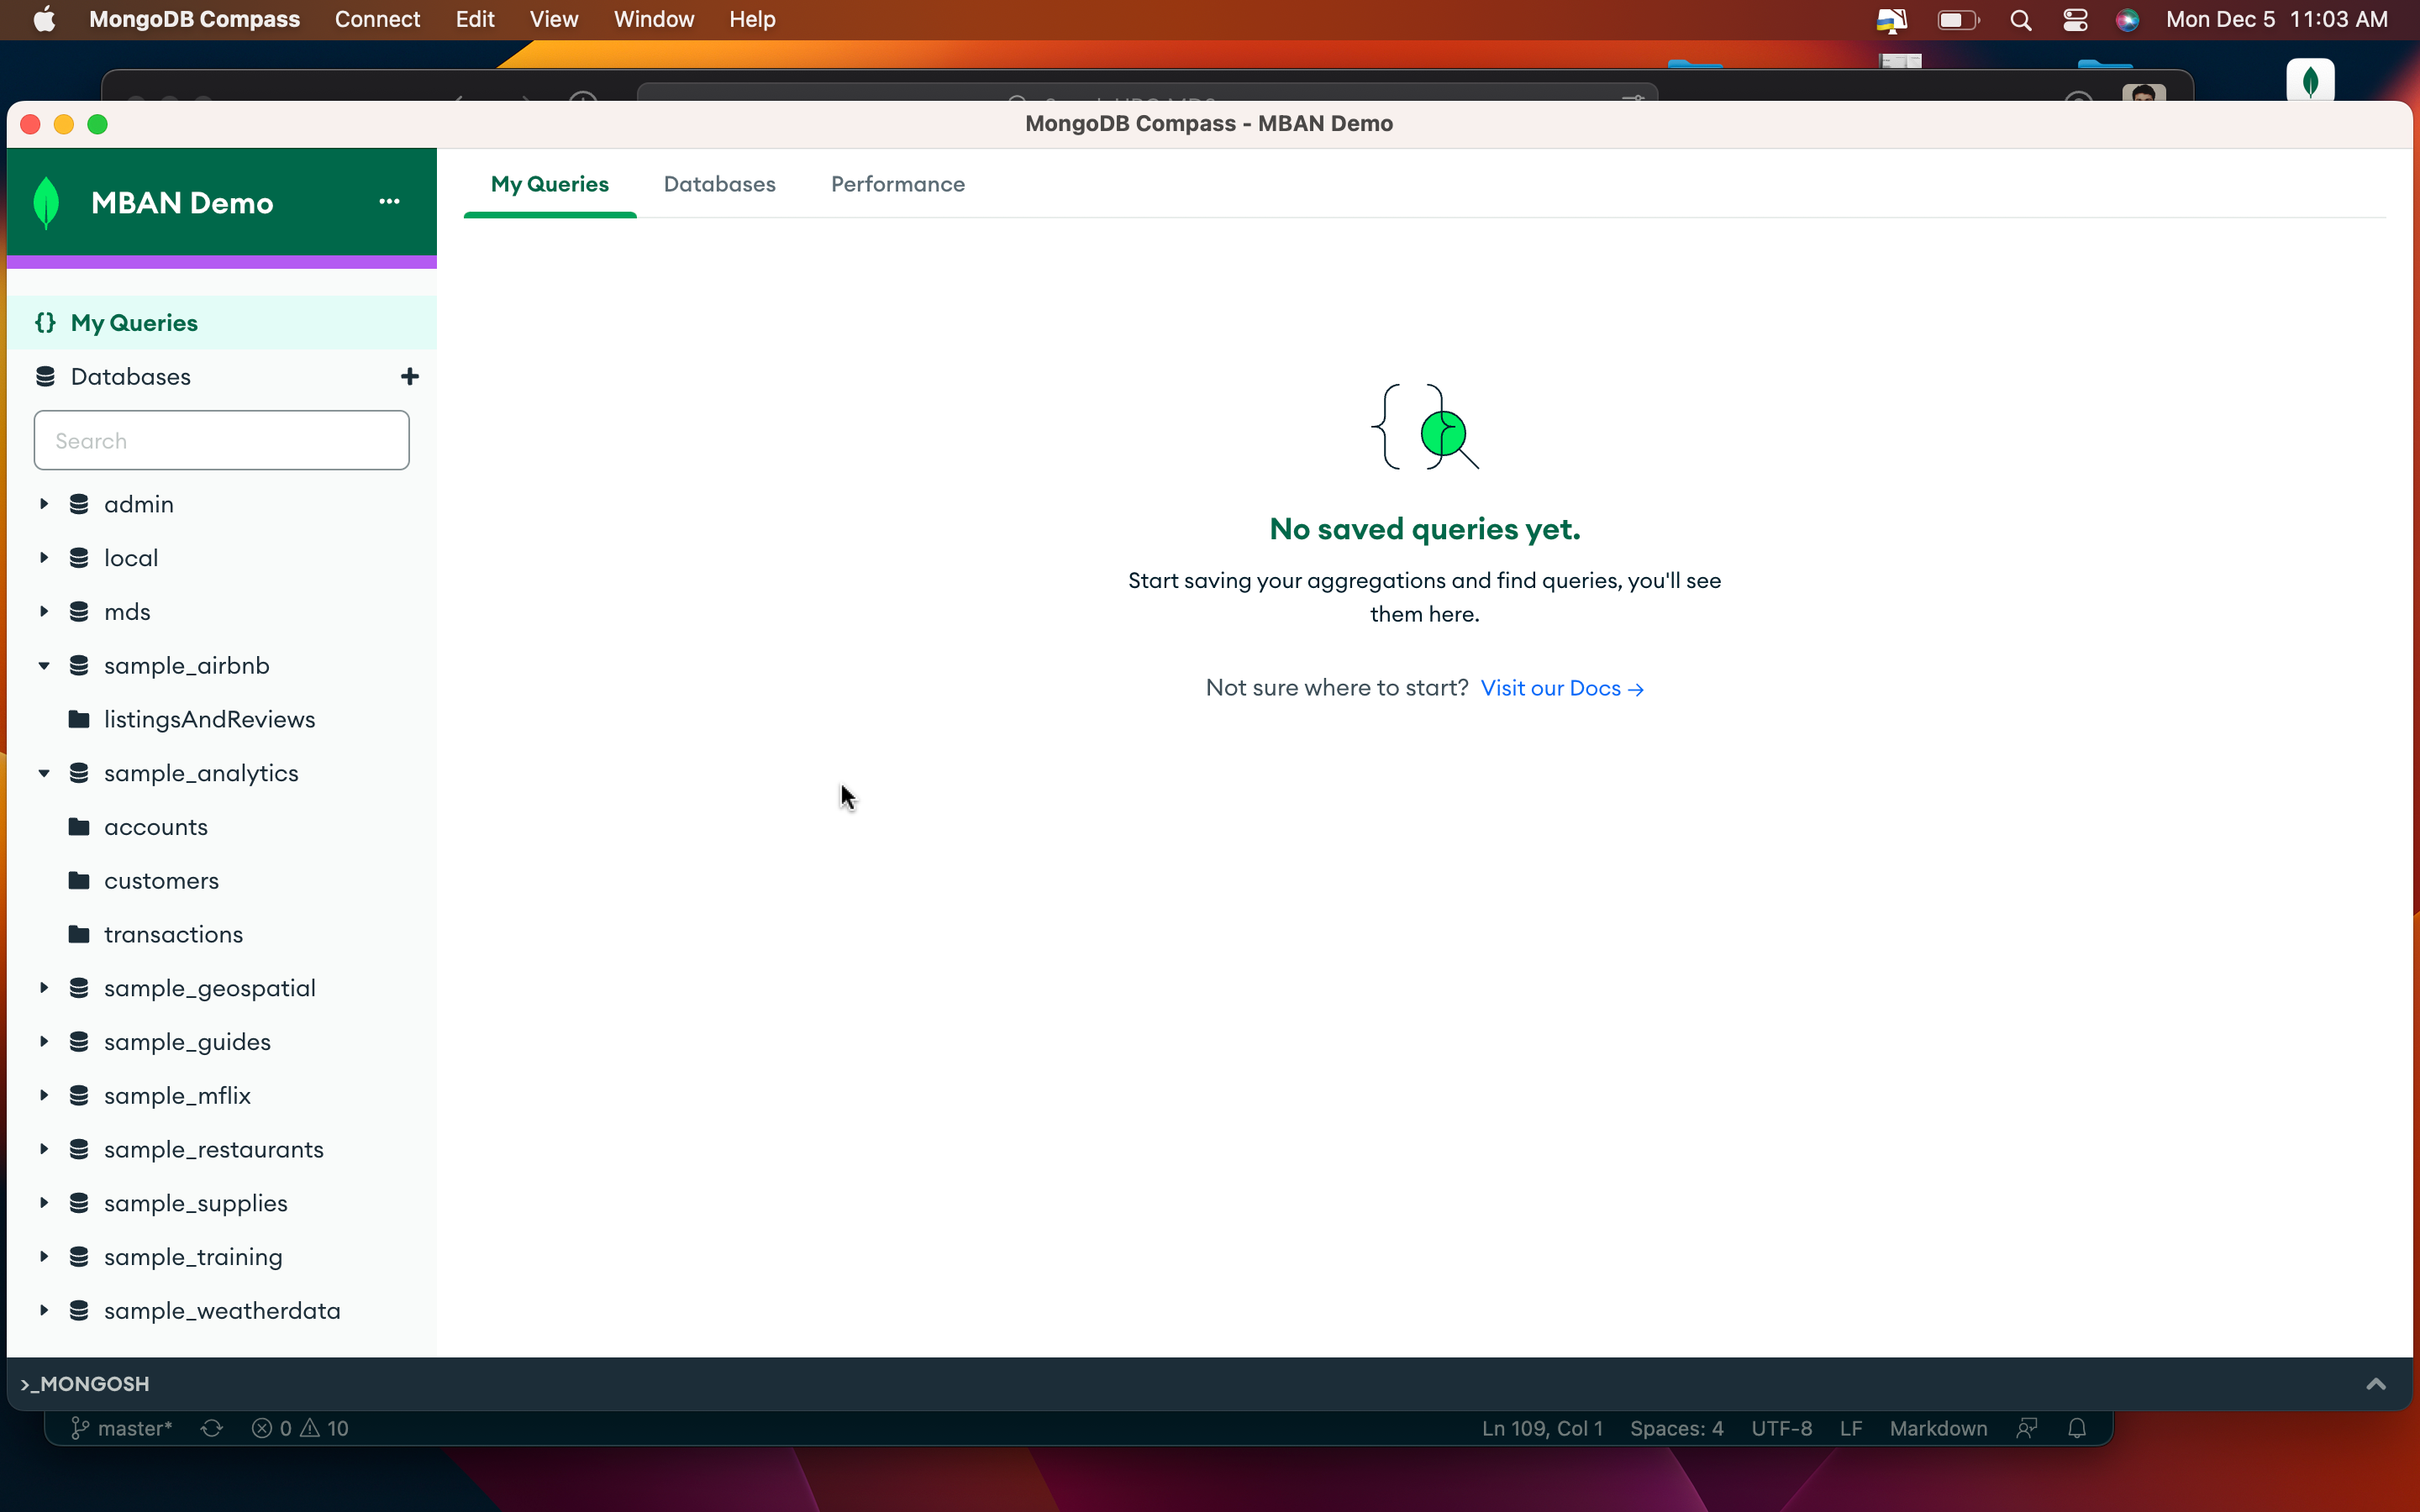 MongoDB Compass Connect Edit View Window Help Mon Dec 5 11:03 AM
MongoDB Compass - MBAN Demo
MBAN Demo
My Queries Databases Performance
{} My Queries
Databases +
Search
admin
local
mds
sample_airbnb
listingsAndReviews
sample_analytics
accounts
customers
transactions
sample_geospatial
sample_guides
sample_mflix
sample_restaurants
sample_supplies
sample_training
sample_weatherdata
No saved queries yet.
Start saving your aggregations and find queries, you'll see
them here.
Not sure where to start? Visit our Docs →
>_MONGOSH
master* 0 10 Ln 109, Col 1 Spaces: 4 UTF-8 LF Markdown